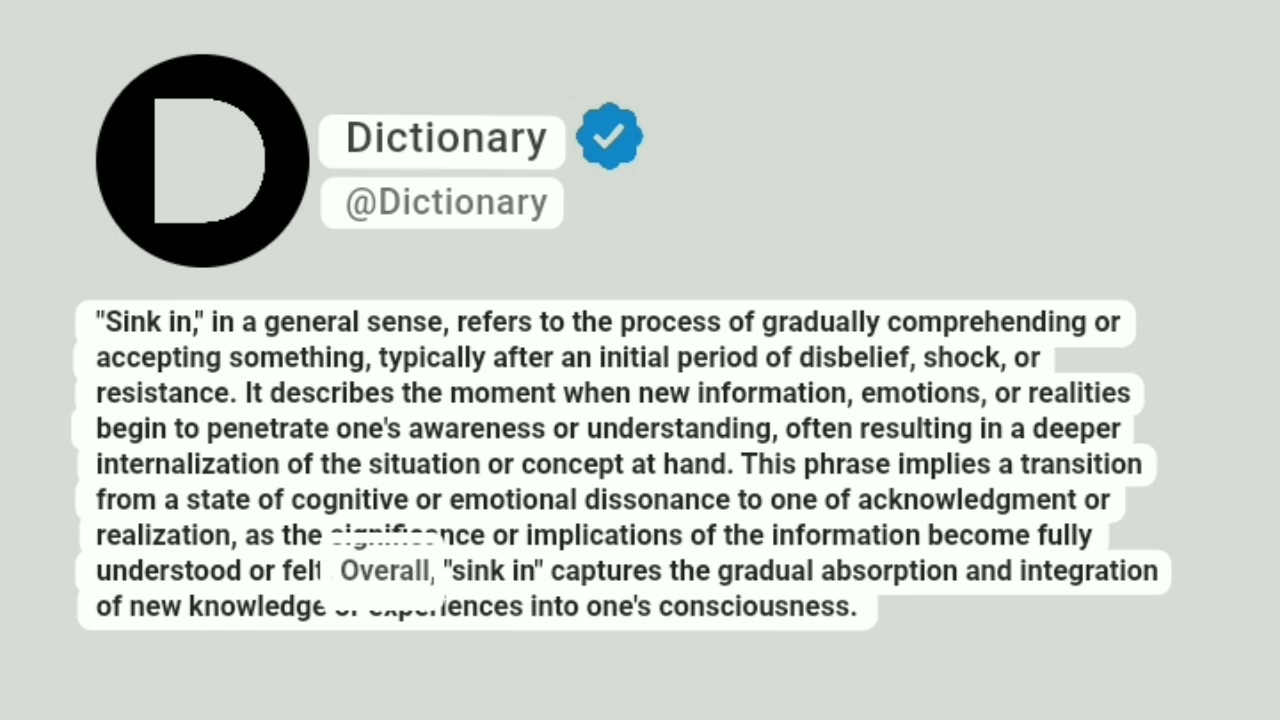 D
Dictionary
@Dictionary
"Sink in," in a general sense, refers to the process of gradually comprehending or
accepting something, typically after an initial period of disbelief, shock, or
resistance. It describes the moment when new information, emotions, or realities
begin to penetrate one's awareness or understanding, often resulting in a deeper
internalization of the situation or concept at hand. This phrase implies a transition
from a state of cognitive or emotional dissonance to one of acknowledgment or
realization, as the significance or implications of the information become fully
understood or felt. Overall, "sink in" captures the gradual absorption and integration
of new knowledge or experiences into one's consciousness.